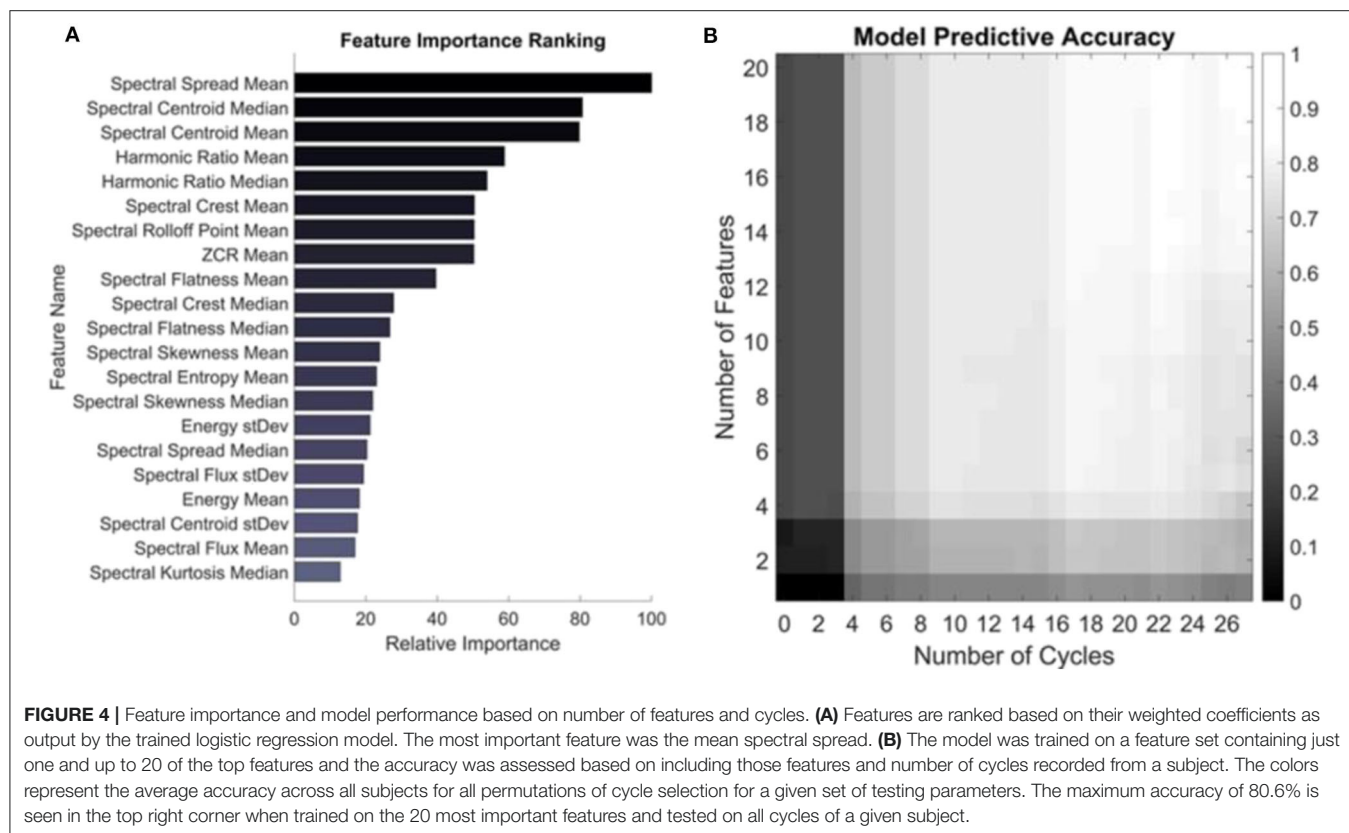 A
Feature Importance Ranking
Feature Name
Spectral Spread Mean
Spectral Centroid Median
Spectral Centroid Mean
Harmonic Ratio Mean
Harmonic Ratio Median
Spectral Crest Mean
Spectral Rolloff Point Mean
ZCR Mean
Spectral Flatness Mean
Spectral Crest Median
Spectral Flatness Median
Spectral Skewness Mean
Spectral Entropy Mean
Spectral Skewness Median
Energy stDev
Spectral Spread Median
Spectral Flux stDev
Energy Mean
Spectral Centroid stDev
Spectral Flux Mean
Spectral Kurtosis Median
0 20 40 60 80 100
Relative Importance
B
Model Predictive Accuracy
Number of Features
20
18
16
14
12
10
8
6
4
2
0 2 4 6 8 10 12 14 16 18 20 22 24 26
Number of Cycles
1
0.9
0.8
0.7
0.6
0.5
0.4
0.3
0.2
0.1
0
FIGURE 4 | Feature importance and model performance based on number of features and cycles. (A) Features are ranked based on their weighted coefficients as
output by the trained logistic regression model. The most important feature was the mean spectral spread. (B) The model was trained on a feature set containing just
one and up to 20 of the top features and the accuracy was assessed based on including those features and number of cycles recorded from a subject. The colors
represent the average accuracy across all subjects for all permutations of cycle selection for a given set of testing parameters. The maximum accuracy of 80.6% is
seen in the top right corner when trained on the 20 most important features and tested on all cycles of a given subject.